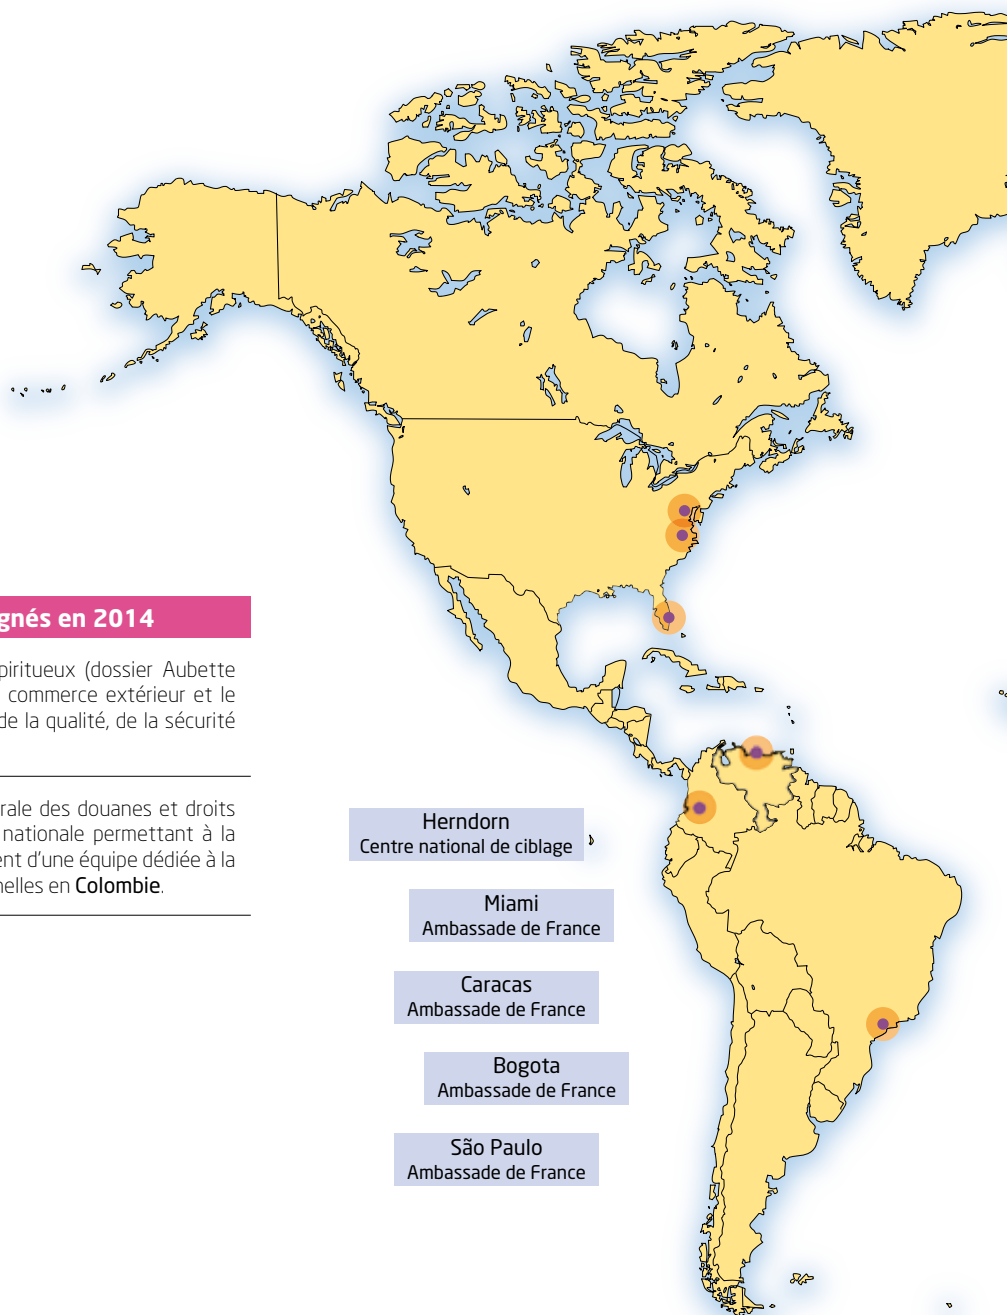 gnés en 2014
piritueux (dossier Aubette
commerce extérieur et le
de la qualité, de la sécurité
rale des douanes et droits
nationale permettant à la
ent d'une équipe dédiée à la
nelles en Colombie.
Herndorn
Centre national de ciblage
Miami
Ambassade de France
Caracas
Ambassade de France
Bogota
Ambassade de France
São Paulo
Ambassade de France